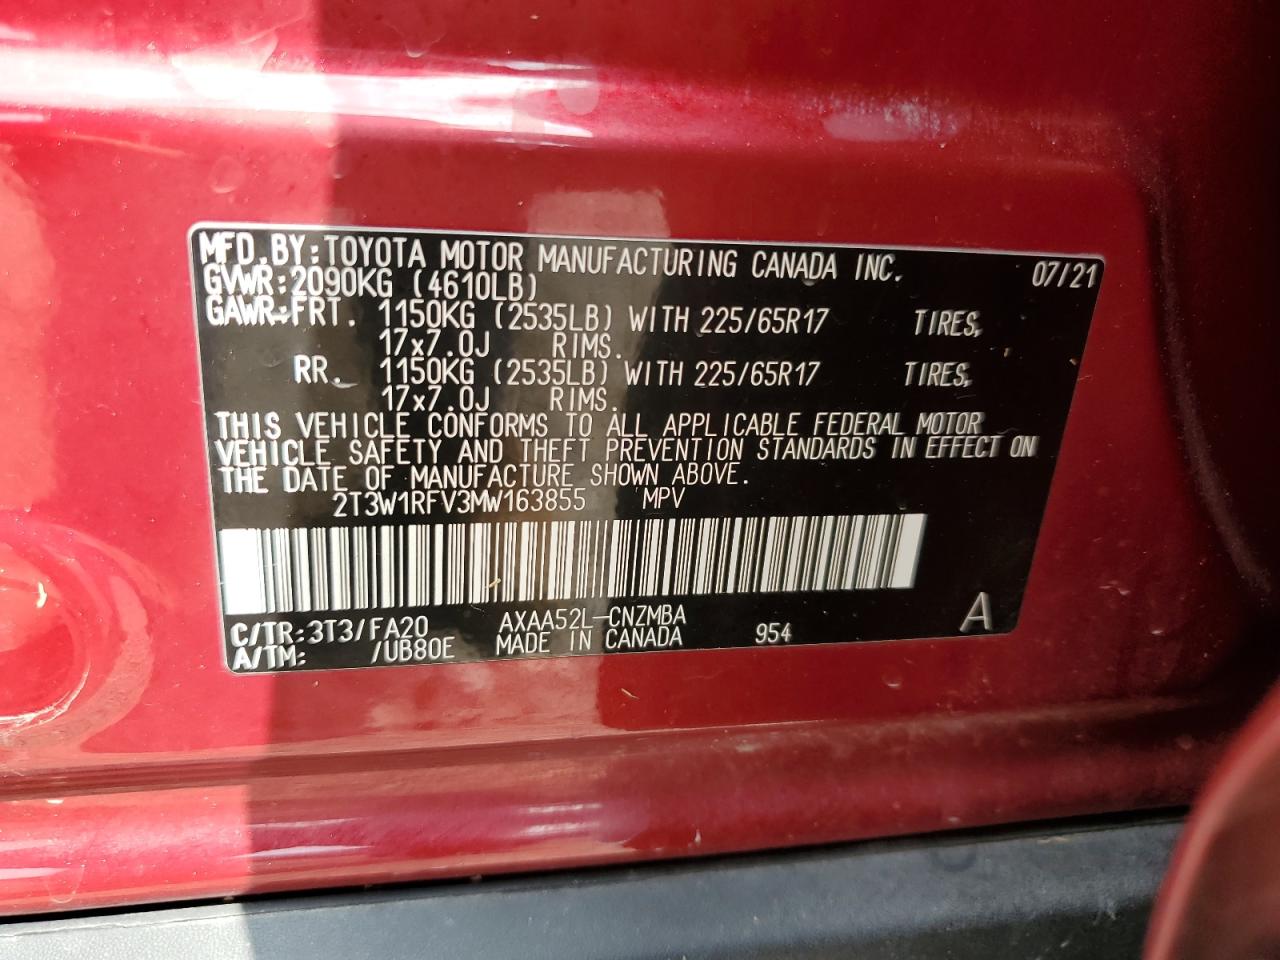 MFD.BY:TOYOTA MOTOR MANUFACTURING CANADA INC. 07/21
GVWR:2090KG (4610LB)
GAWR:FRT. 1150KG (2535LB) WITH 225/65R17 TIRES,
17x7.0J RIMS.
RR. 1150KG (2535LB) WITH 225/65R17 TIRES,
17x7.0J RIMS.
THIS VEHICLE CONFORMS TO ALL APPLICABLE FEDERAL MOTOR
VEHICLE SAFETY AND THEFT PREVENTION STANDARDS IN EFFECT ON
THE DATE OF MANUFACTURE SHOWN ABOVE.
2T3W1RFV3MW163855 MPV
C/TR:3T3/FA20 AXAA52L-CNZMBA
A/TM: /UB80E MADE IN CANADA 954 A